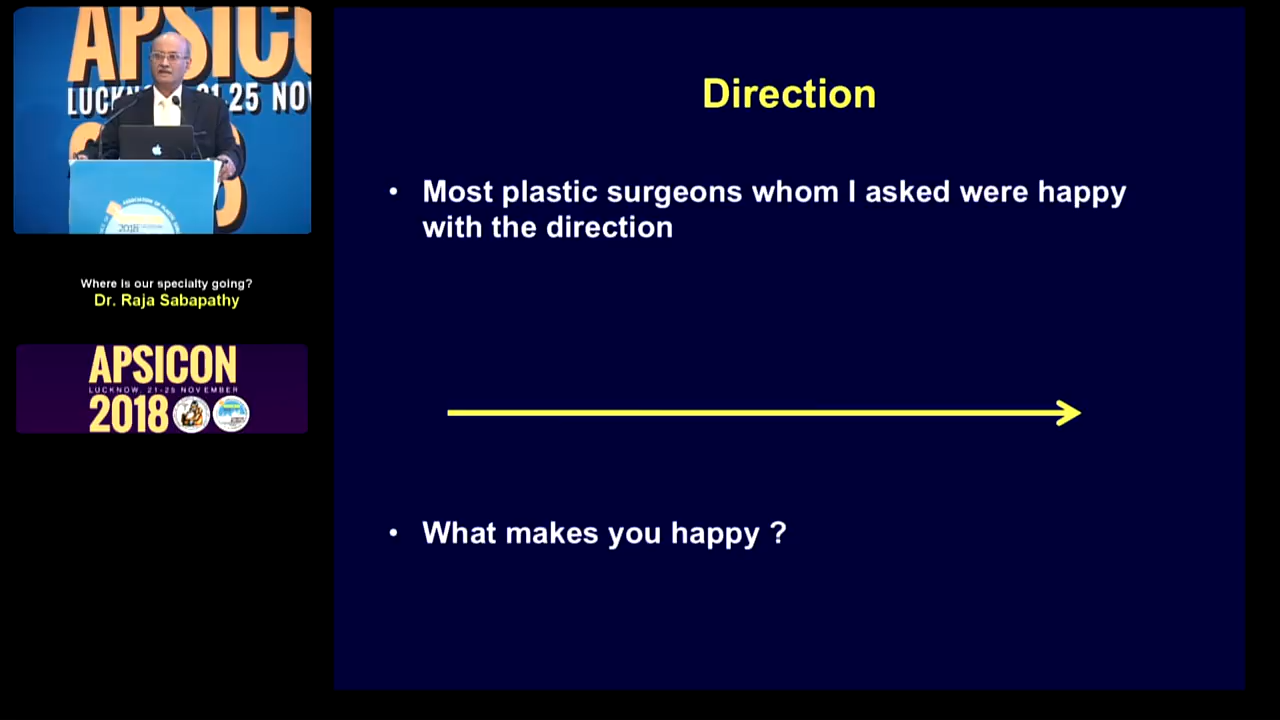 APSICO
LUCKN 21-25 NOV
8
2018
Where is our specialty going?
Dr. Raja Sabapathy
APSICON
LUCKNOW, 21-25 NOVEMBER
2018
Direction
• Most plastic surgeons whom I asked were happy
with the direction
• What makes you happy ?